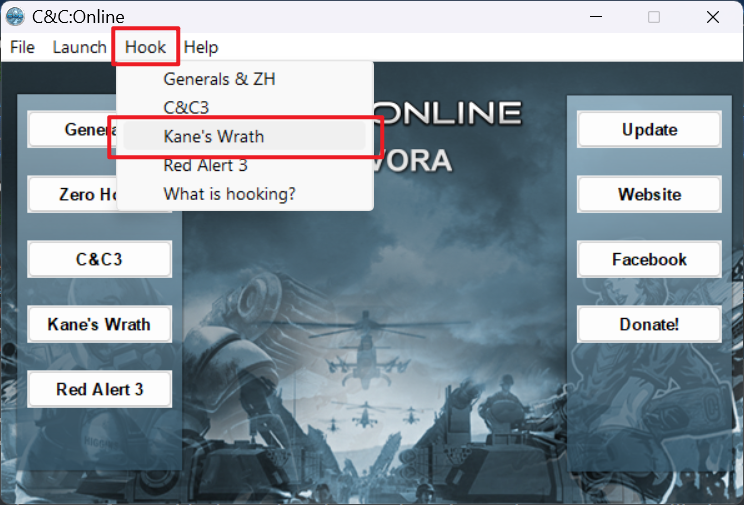 C&C:Online
File Launch Hook Help
Generals & ZH
C&C3
Kane's Wrath
Red Alert 3
What is hooking?
ONLINE
VORA
Zero Ho
C&C3
Kane's Wrath
Red Alert 3
Update
Website
Facebook
Donate!